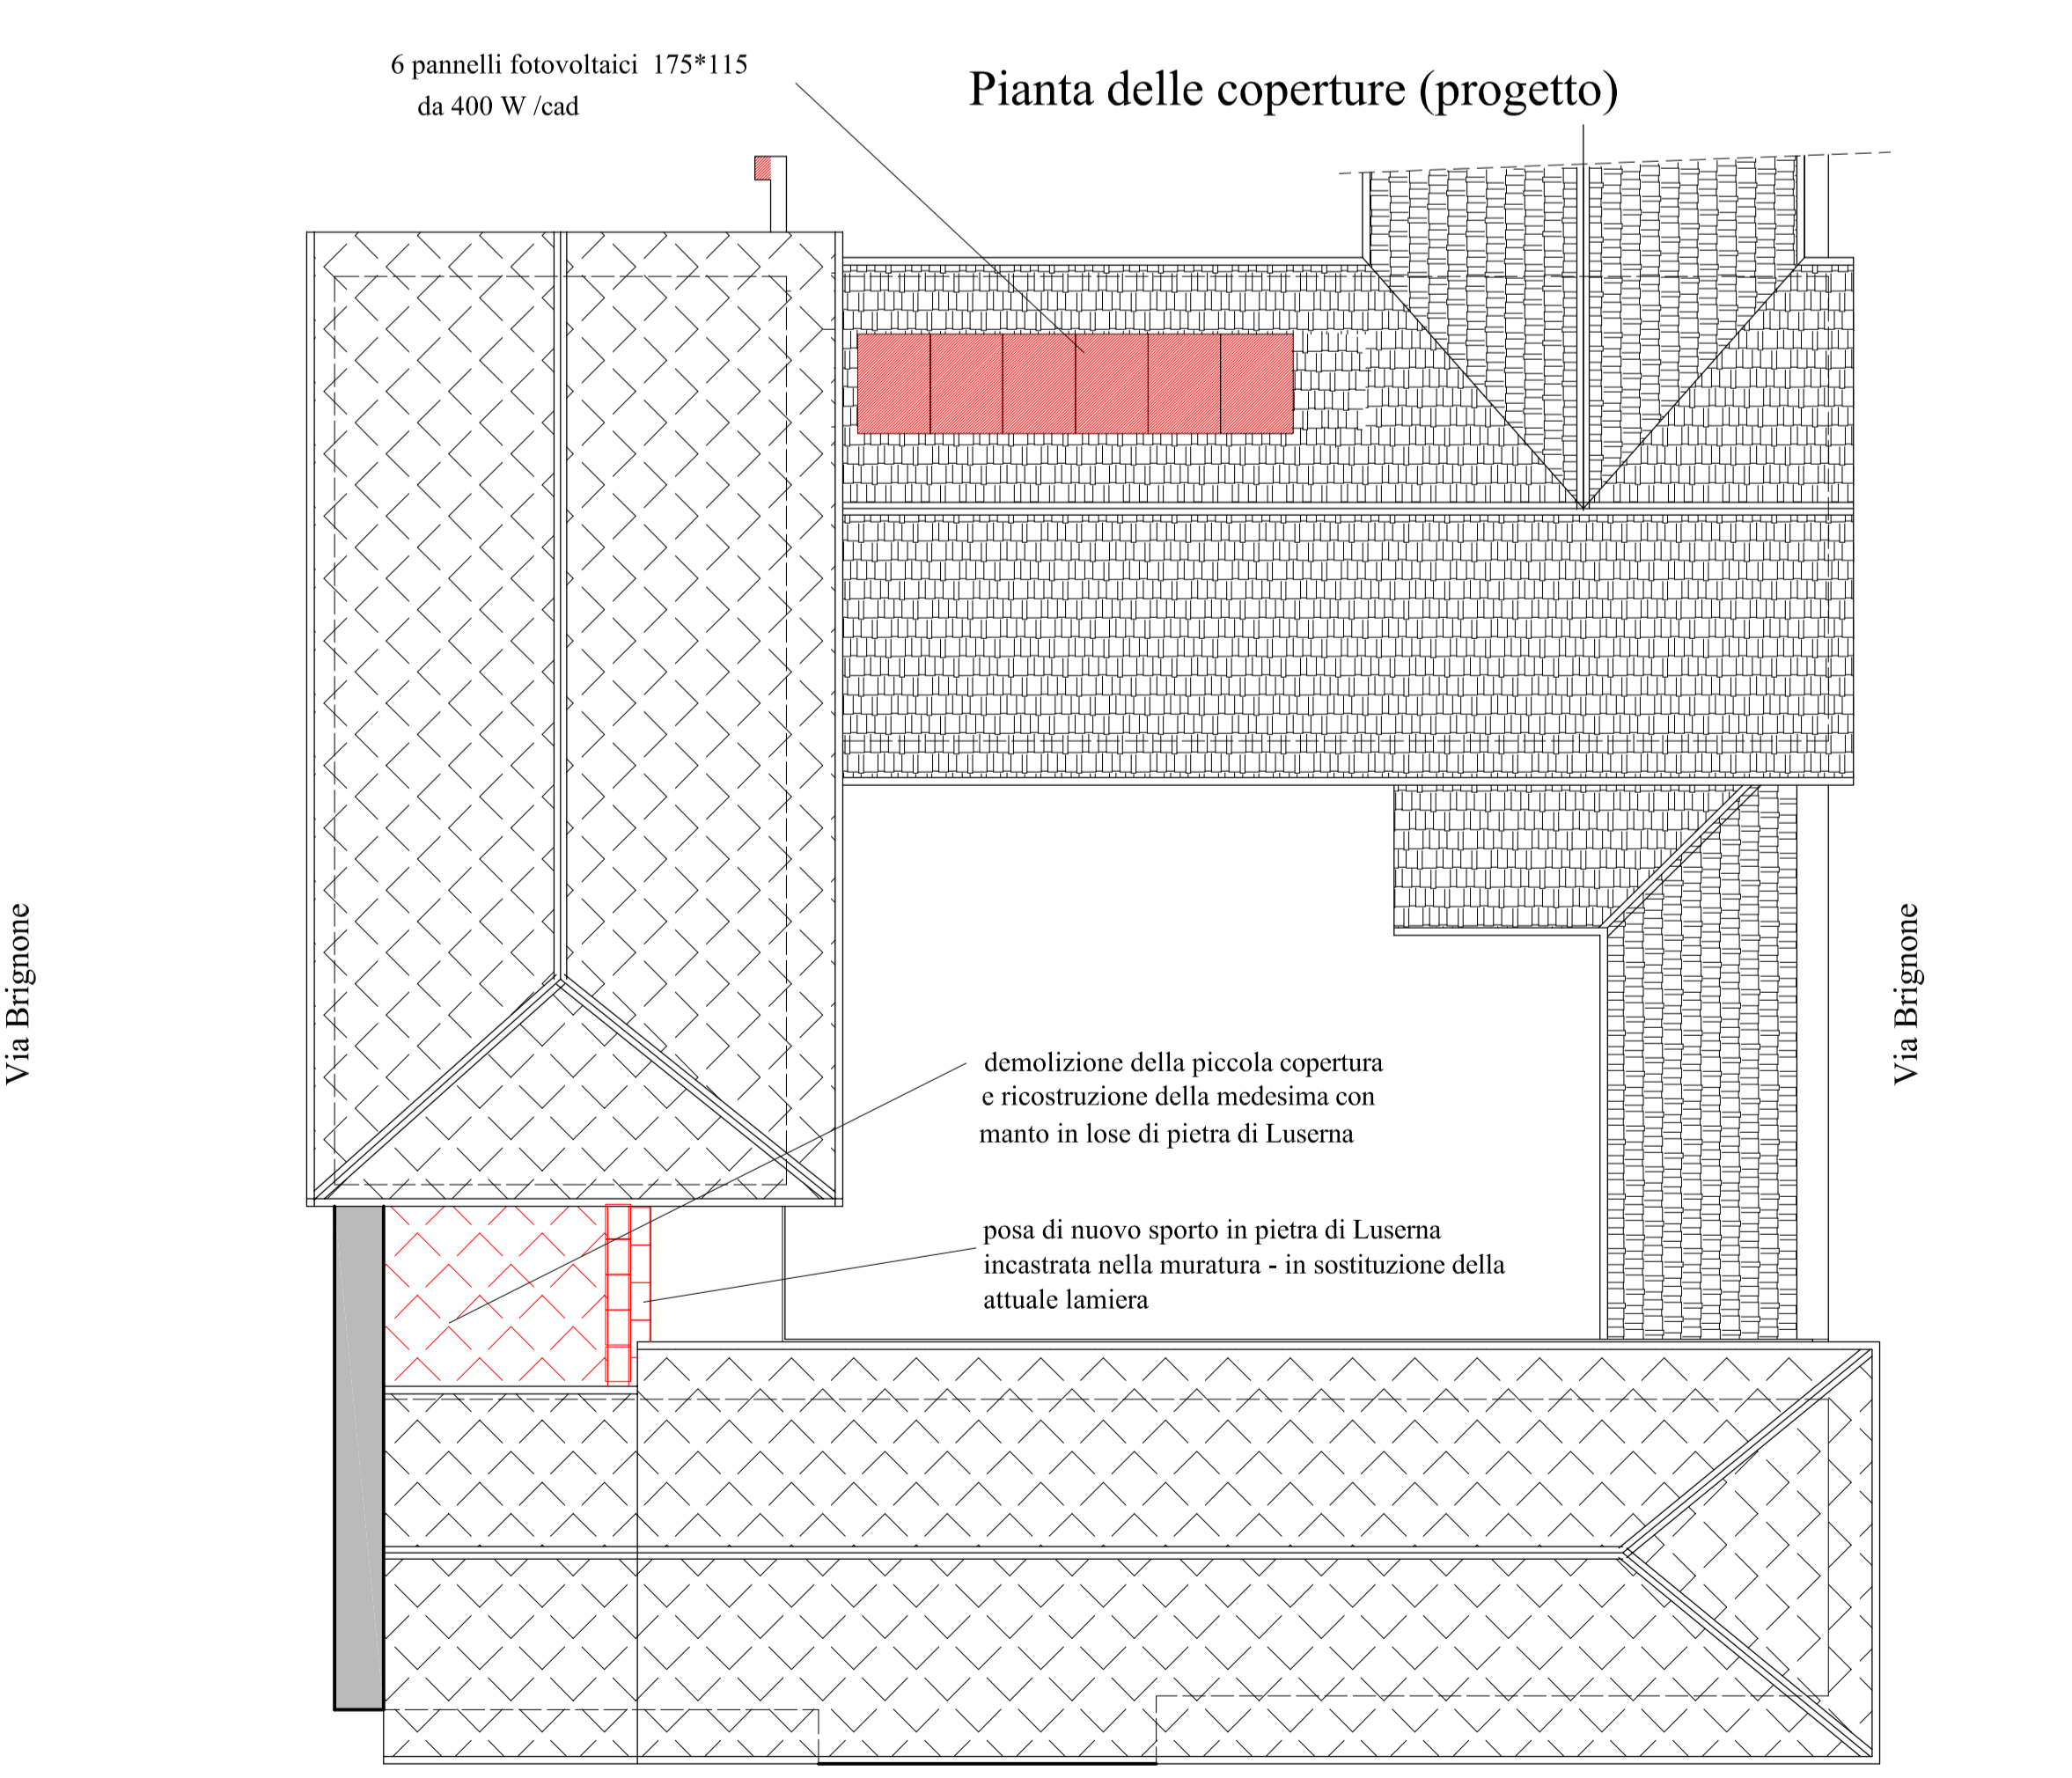 6 pannelli fotovoltaici 175*115
da 400 W /cad
Pianta delle coperture (progetto)
Via Brignone
Via Brignone
demolizione della piccola copertura
e ricostruzione della medesima con
manto in lose di pietra di Luserna
posa di nuovo sporto in pietra di Luserna
incastrata nella muratura - in sostituzione della
attuale lamiera